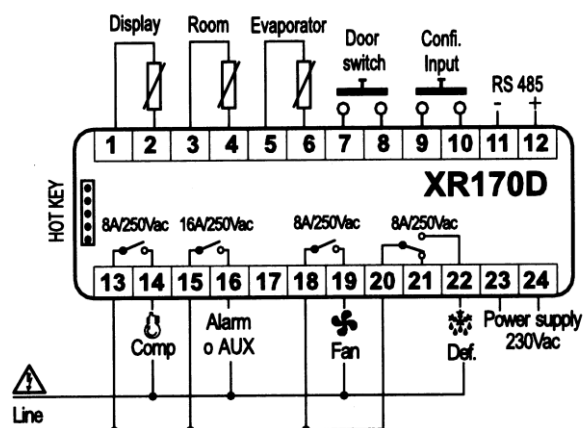 Display Room Evaporator Door switch Confi. Input
RS 485
- +
1 2 3 4 5 6 7 8 9 10 11 12
XR170D
HOT KEY
8A/250Vac 16A/250Vac 8A/250Vac 8A/250Vac
13 14 15 16 17 18 19 20 21 22 23 24
Comp
Alarm
o AUX
Fan
Def.
Power supply
230Vac
Line